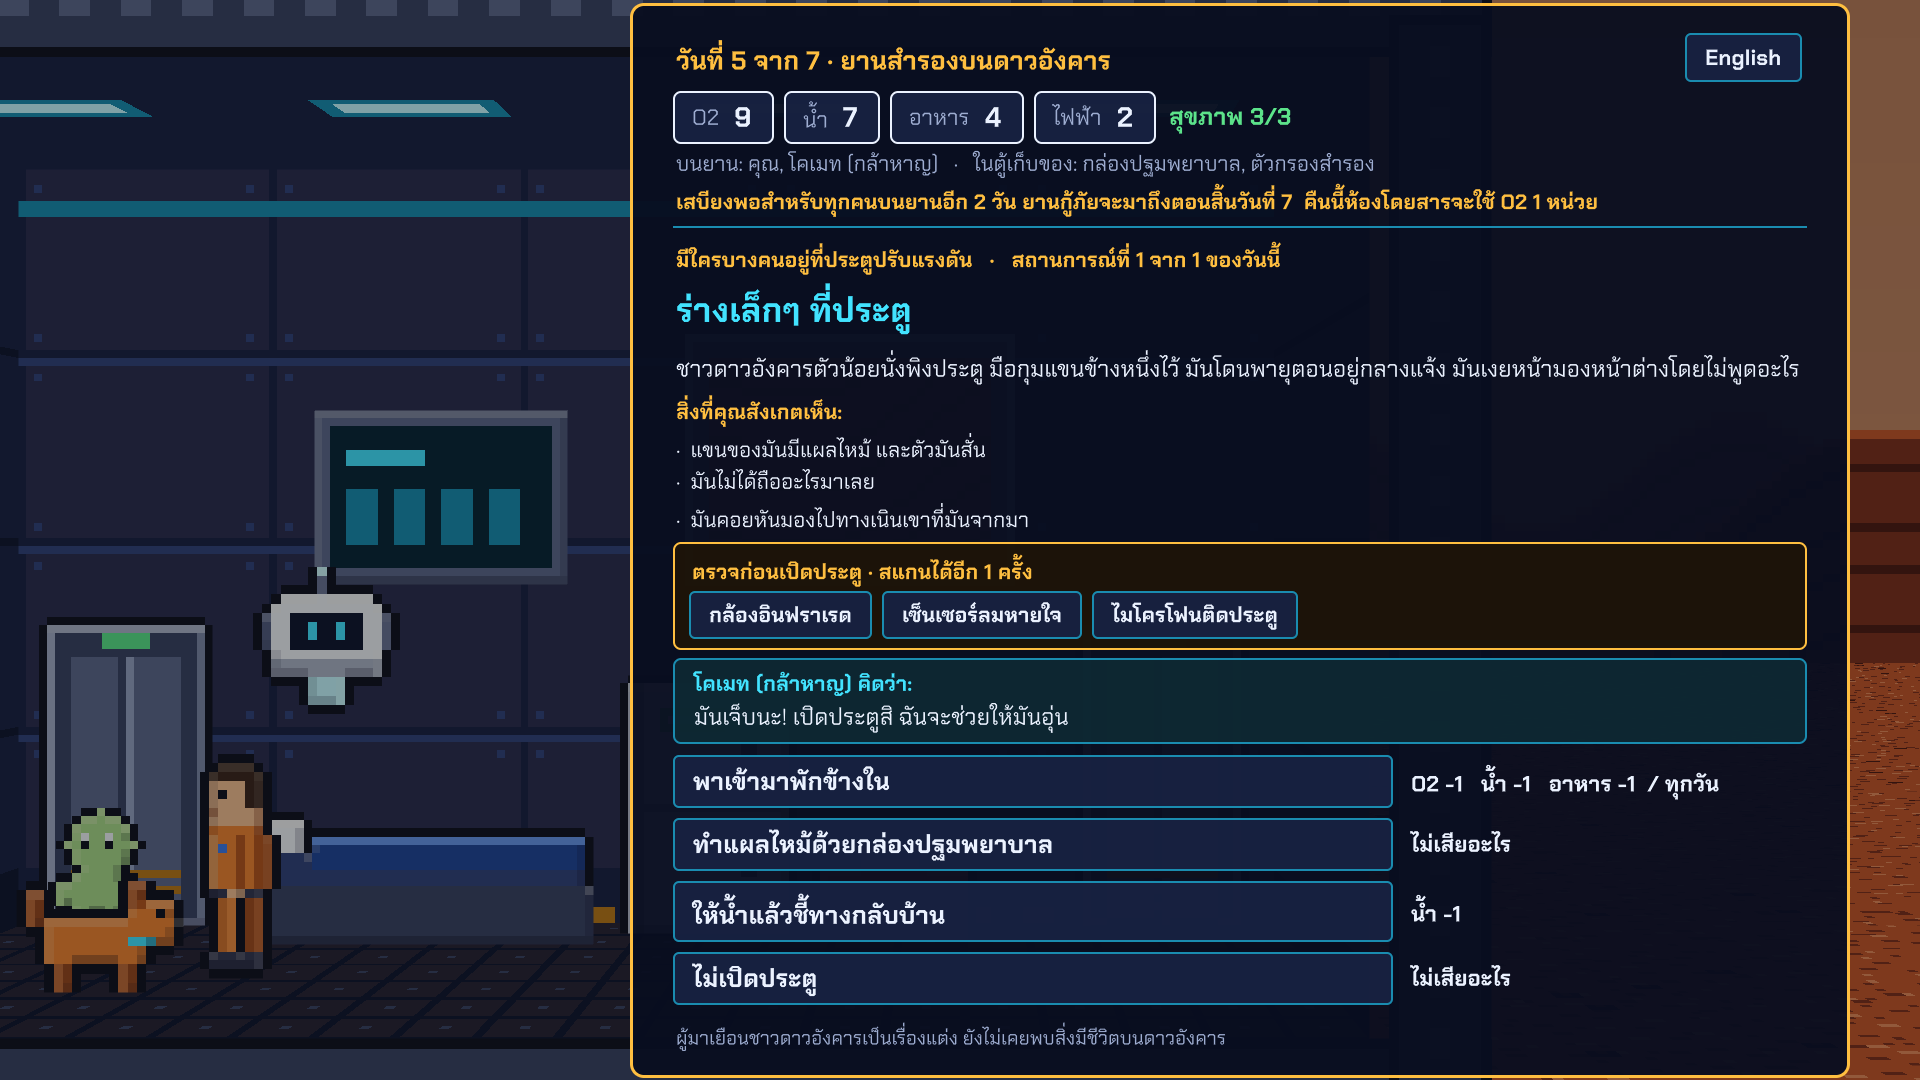 วันที่ 5 จาก 7 · ยานสำรองบนดาวอังคาร
English
O2 9 น้ำ 7 อาหาร 4 ไฟฟ้า 2 สุขภาพ 3/3
บนยาน: คุณ, โคเมท (กล้าหาญ) · ในตู้เก็บของ: กล่องปฐมพยาบาล, ตัวกรองสำรอง
เสบียงพอสำหรับทุกคนบนยานอีก 2 วัน ยานกู้ภัยจะมาถึงตอนสิ้นวันที่ 7 คืนนี้ห้องโดยสารจะใช้ O2 1 หน่วย
มีใครบางคนอยู่ที่ประตูปรับแรงดัน · สถานการณ์ที่ 1 จาก 1 ของวันนี้
ร่างเล็กๆ ที่ประตู
ชาวดาวอังคารตัวน้อยนั่งพิงประตู มือกุมแขนข้างหนึ่งไว้ มันโดนพายุตอนอยู่กลางแจ้ง มันเงยหน้ามองหน้าต่างโดยไม่พูดอะไร
สิ่งที่คุณสังเกตเห็น:
· แขนของมันมีแผลไหม้ และตัวมันสั่น
· มันไม่ได้ถืออะไรมาเลย
· มันคอยหันมองไปทางเนินเขาที่มันจากมา
ตรวจก่อนเปิดประตู · สแกนได้อีก 1 ครั้ง
กล้องอินฟราเรด เซ็นเซอร์ลมหายใจ ไมโครโฟนติดประตู
โคเมท (กล้าหาญ) คิดว่า:
มันเจ็บนะ! เปิดประตูสิ ฉันจะช่วยให้มันอุ่น
พาเข้ามาพักข้างใน O2 -1 น้ำ -1 อาหาร -1 / ทุกวัน
ทำแผลไหม้ด้วยกล่องปฐมพยาบาล ไม่เสียอะไร
ให้น้ำแล้วชี้ทางกลับบ้าน น้ำ -1
ไม่เปิดประตู ไม่เสียอะไร
ผู้มาเยือนชาวดาวอังคารเป็นเรื่องแต่ง ยังไม่เคยพบสิ่งมีชีวิตบนดาวอังคาร